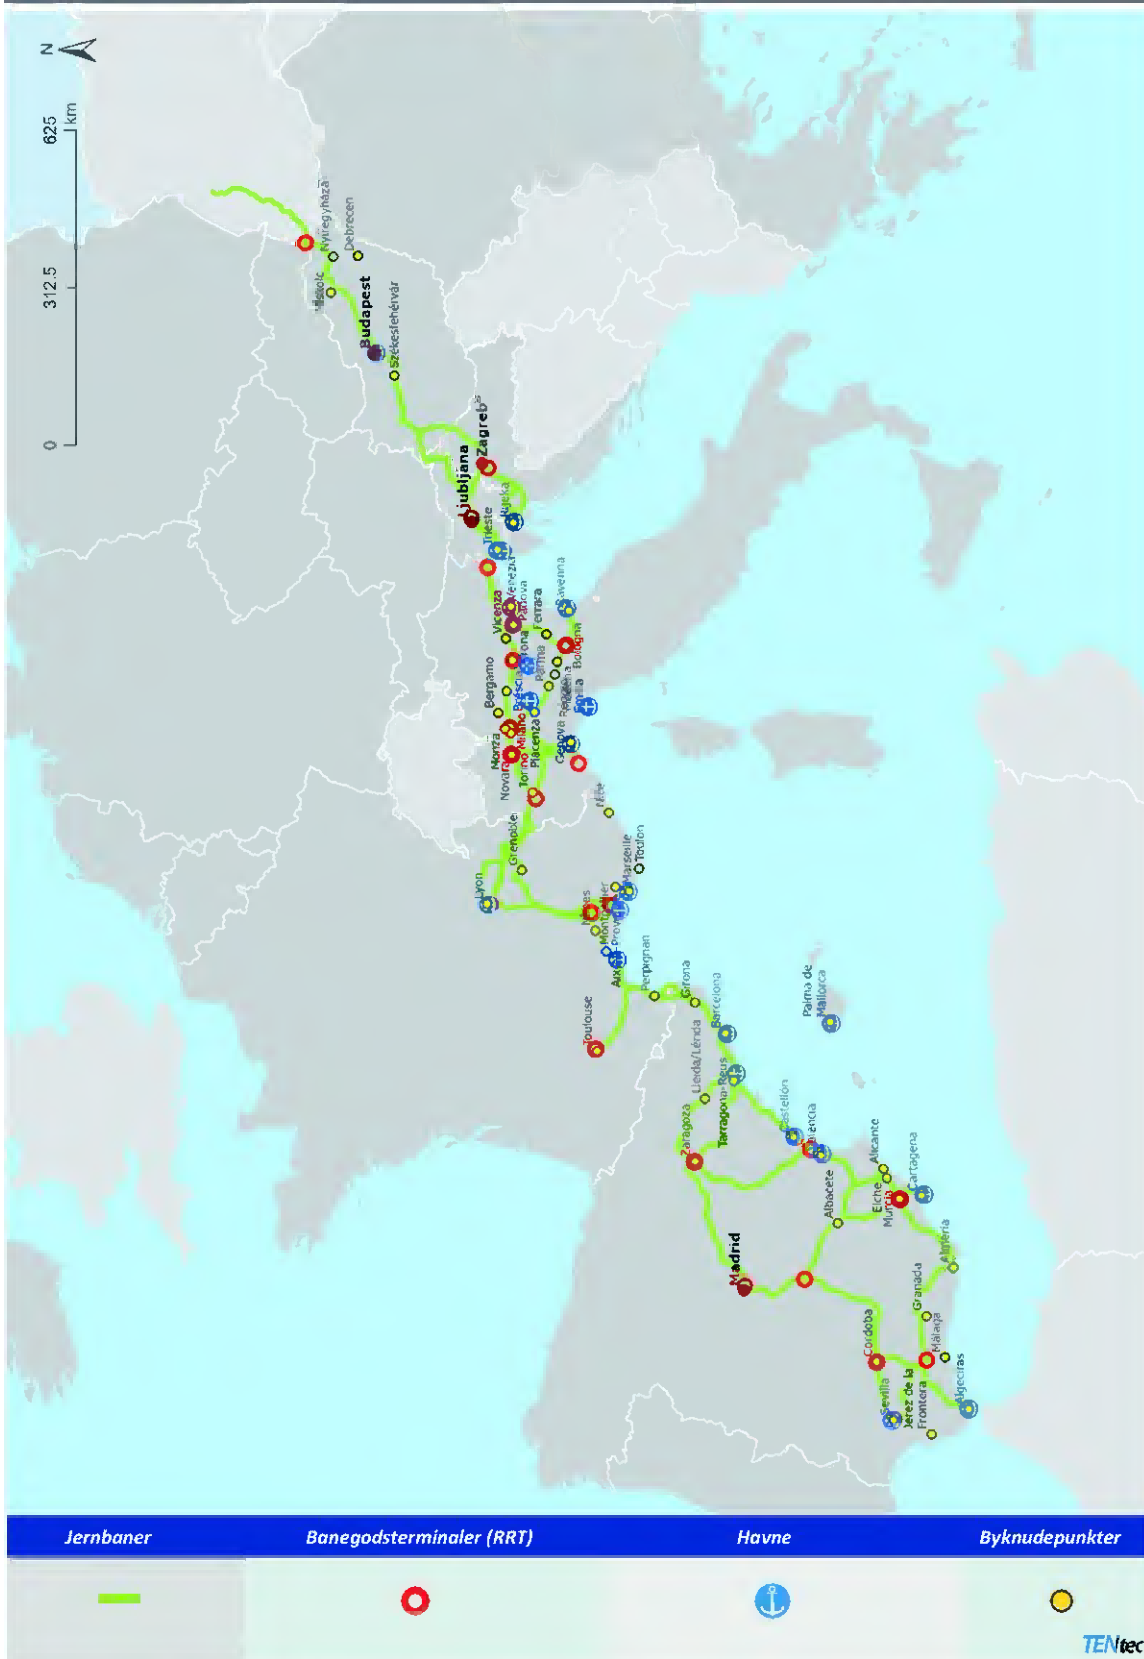 N
0 312.5 625
km
Nyíregyháza
Debrecen
Miskolc
Budapest
Székesfehérvár
Ljubljana
Zagreb
Rijeka
Trieste
Venezia
Padova
Vicenza
Ferrara
Ravenna
Bologna
Parma
Bergamo
Brescia
Monza
Milano
Novara
Torino
Piacenza
Genova
Emilia
Nice
Grenoble
Lyon
Toulon
Marseille
Aix
Perpignan
Toulouse
Girona
Barcelona
Lleida/Lérida
Tarragona-Reus
Zaragoza
Palma de
Mallorca
Castellón
Alicante
Albacete
Elche
Murcia
Cartagena
Madrid
Almería
Granada
Málaga
Córdoba
Sevilla
Jerez de la
Frontera
Algeciras
Jernbaner Banegodsterminaler (RRT) Havne Byknudepunkter
TENtec